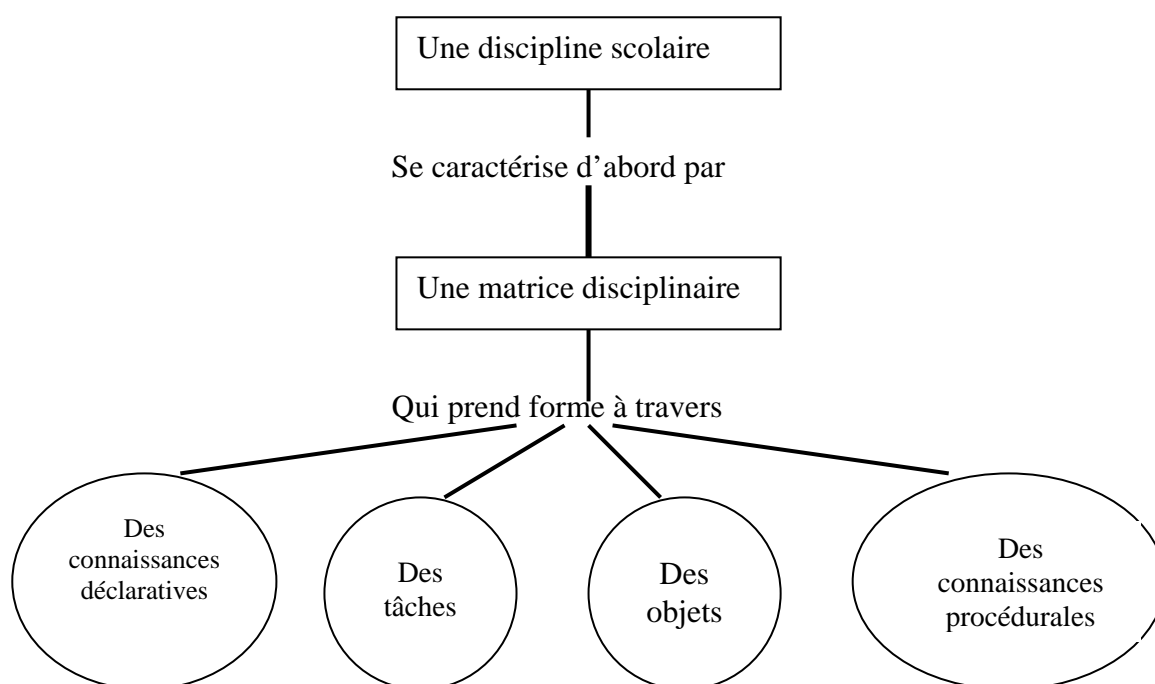 Une discipline scolaire
Se caractérise d’abord par
Une matrice disciplinaire
Qui prend forme à travers
Des
connaissances
déclaratives
Des
tâches
Des
objets
Des
connaissances
procédurales